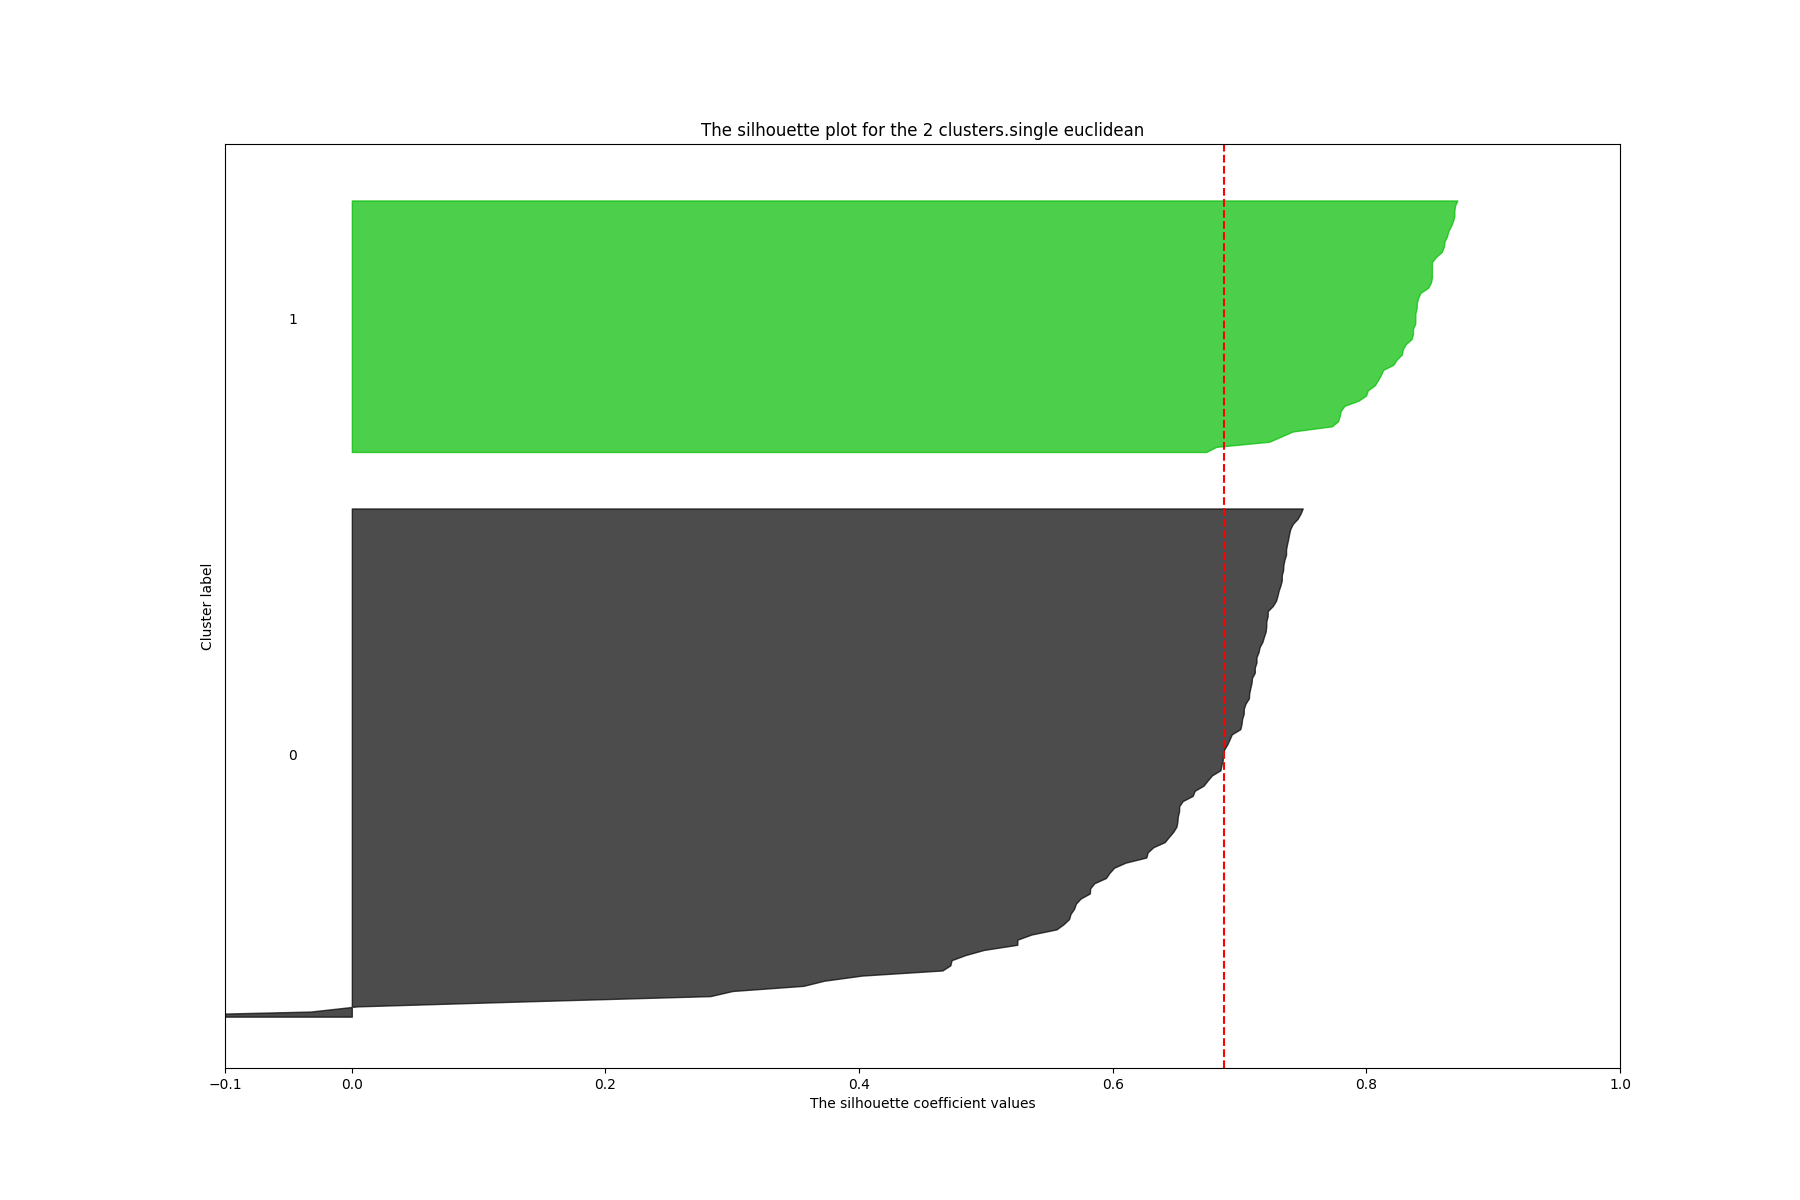 The silhouette plot for the 2 clusters.single euclidean
1
0
Cluster label
−0.1 0.0 0.2 0.4 0.6 0.8 1.0
The silhouette coefficient values